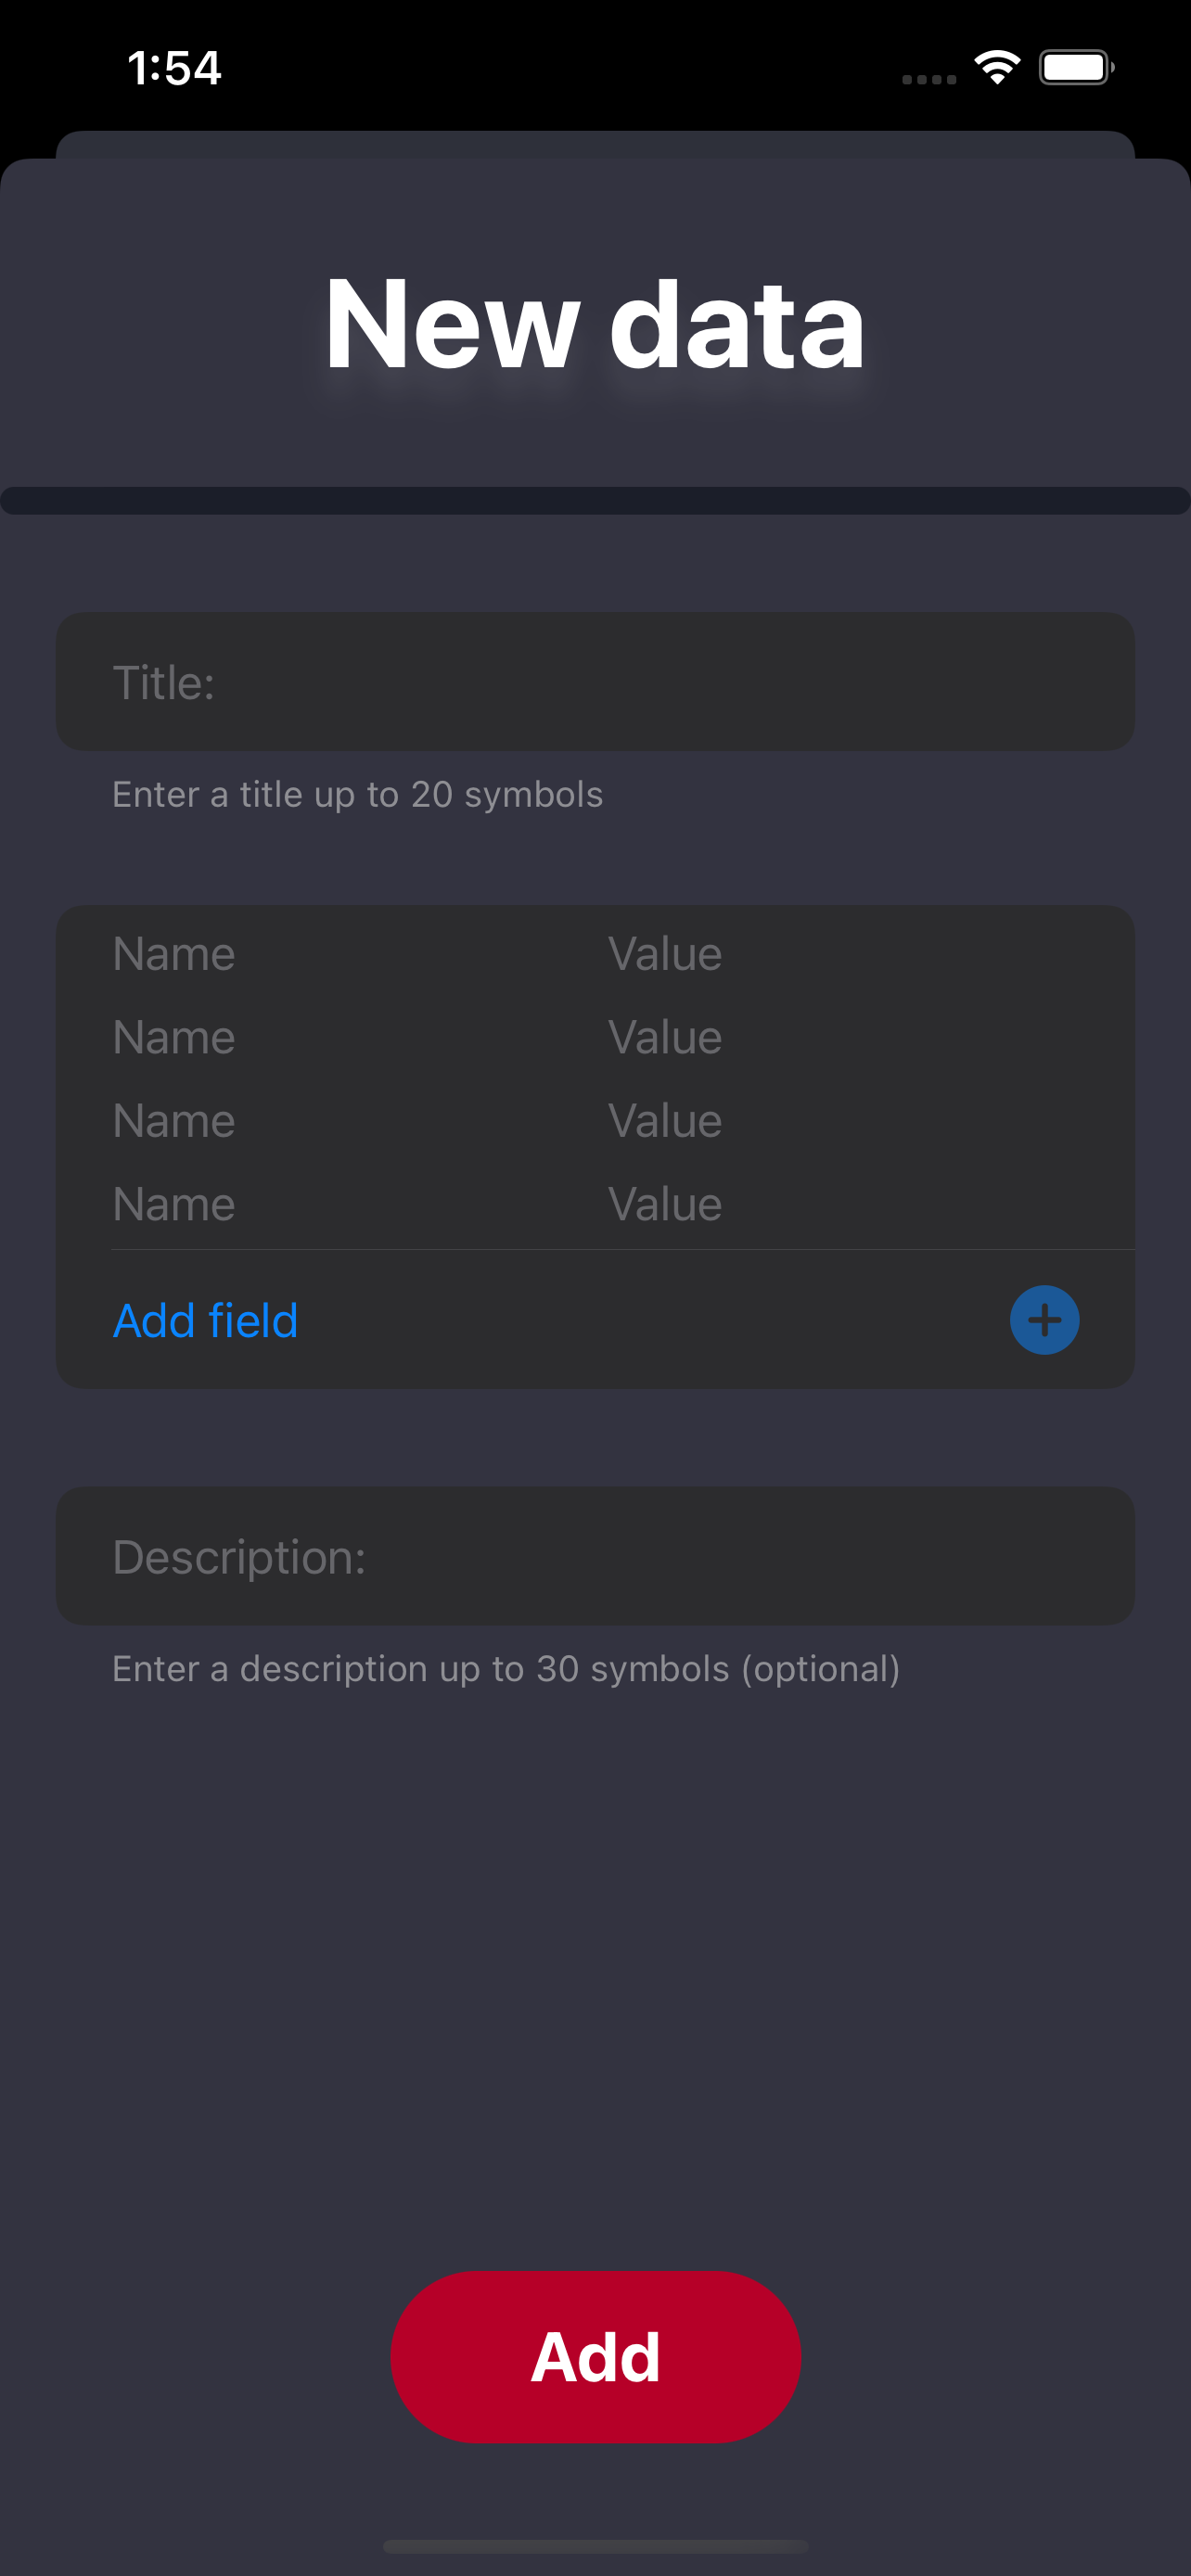 1:54
New data
Title:
Enter a title up to 20 symbols
Name Value
Name Value
Name Value
Name Value
Add field
Description:
Enter a description up to 30 symbols (optional)
Add